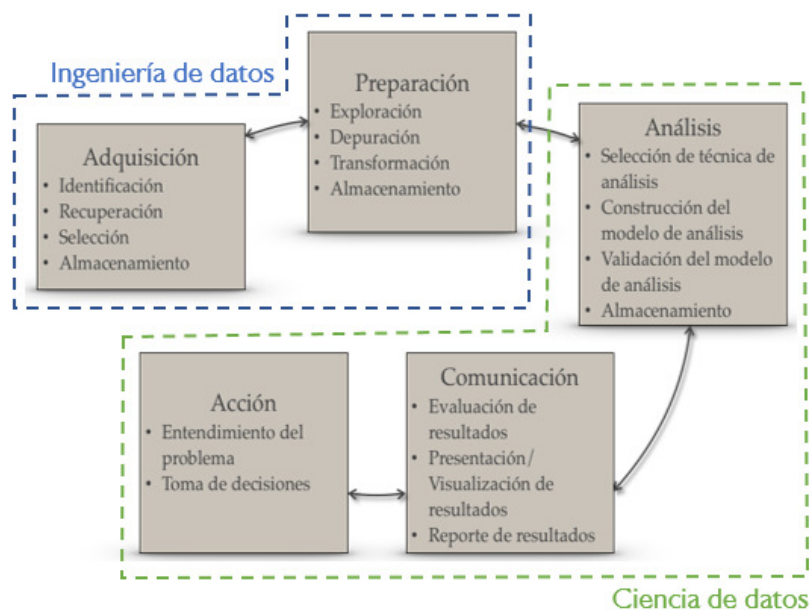 Ingeniería de datos
Adquisición
• Identificación
• Recuperación
• Selección
• Almacenamiento
Preparación
• Exploración
• Depuración
• Transformación
• Almacenamiento
Análisis
• Selección de técnica de
análisis
• Construcción del
modelo de análisis
• Validación del modelo
de análisis
• Almacenamiento
Comunicación
• Evaluación de
resultados
• Presentación/
Visualización de
resultados
• Reporte de resultados
Acción
• Entendimiento del
problema
• Toma de decisiones
Ciencia de datos